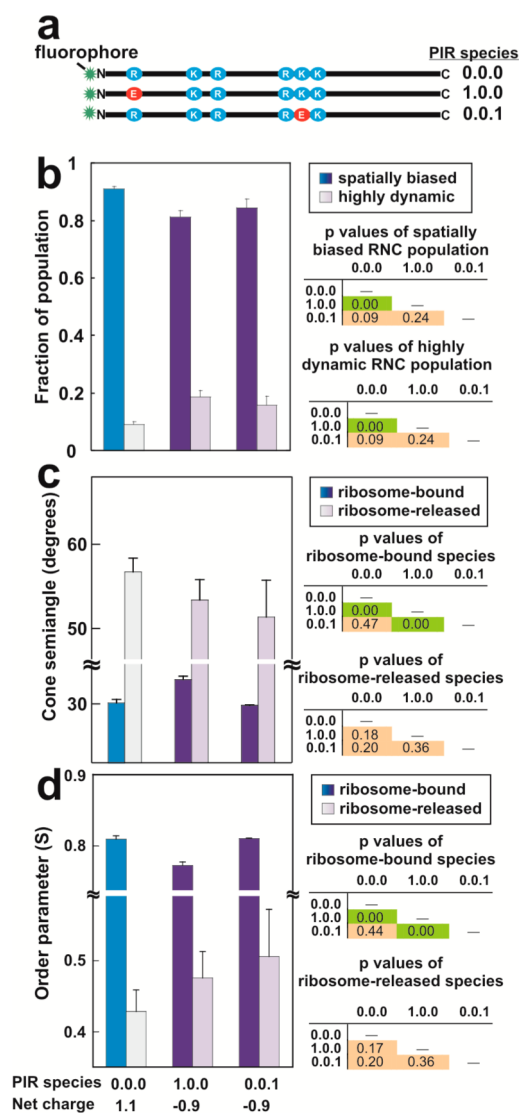 a
fluorophore
PIR species
N R K R R K K C 0.0.0
N E K R R K K C 1.0.0
N R K R R E K C 0.0.1
b
Fraction of population
1
0.8
0.6
0.4
0.2
0
spatially biased
highly dynamic
p values of spatially
biased RNC population
0.0.0 1.0.0 0.0.1
0.0.0 —
1.0.0 0.00 —
0.0.1 0.09 0.24 —
p values of highly
dynamic RNC population
0.0.0 1.0.0 0.0.1
0.0.0 —
1.0.0 0.00 —
0.0.1 0.09 0.24 —
c
Cone semiangle (degrees)
60
50
30
ribosome-bound
ribosome-released
p values of
ribosome-bound species
0.0.0 1.0.0 0.0.1
0.0.0 —
1.0.0 0.00 —
0.0.1 0.47 0.00 —
p values of
ribosome-released species
0.0.0 1.0.0 0.0.1
0.0.0 —
1.0.0 0.18 —
0.0.1 0.20 0.36 —
d
Order parameter (S)
0.9
0.8
0.5
0.4
ribosome-bound
ribosome-released
p values of
ribosome-bound species
0.0.0 1.0.0 0.0.1
0.0.0 —
1.0.0 0.00 —
0.0.1 0.44 0.00 —
p values of
ribosome-released species
0.0.0 1.0.0 0.0.1
0.0.0 —
1.0.0 0.17 —
0.0.1 0.20 0.36 —
PIR species 0.0.0 1.0.0 0.0.1
Net charge 1.1 -0.9 -0.9